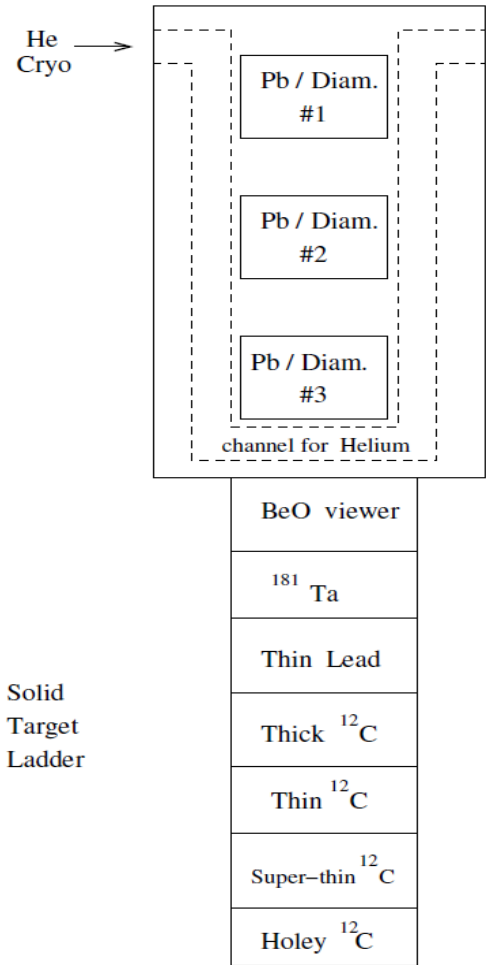 He
Cryo
Pb / Diam.
#1
Pb / Diam.
#2
Pb / Diam.
#3
channel for Helium
BeO viewer
181 Ta
Thin Lead
Solid
Target
Ladder
Thick 12C
Thin 12C
Super-thin 12C
Holey 12C